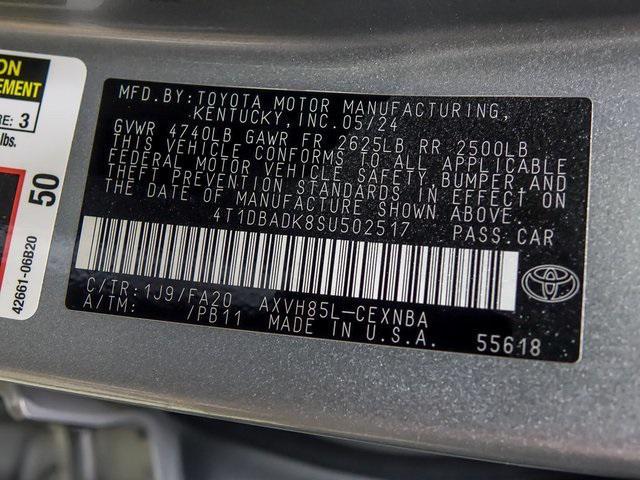 ON
EMENT
RE: 3
lbs.
50
42661-06B20
MFD. BY: TOYOTA MOTOR MANUFACTURING,
KENTUCKY, INC. 05/24
GVWR 4740LB GAWR FR 2625LB RR 2500LB
THIS VEHICLE CONFORMS TO ALL APPLICABLE
FEDERAL MOTOR VEHICLE SAFETY, BUMPER, AND
THEFT PREVENTION STANDARDS IN EFFECT ON
THE DATE OF MANUFACTURE SHOWN ABOVE.
4T1DBADK8SU502517 PASS.CAR
C/TR: 1J9/FA20 AXVH85L-CEXNBA
A/TM: /PB11 MADE IN U.S.A. 55618